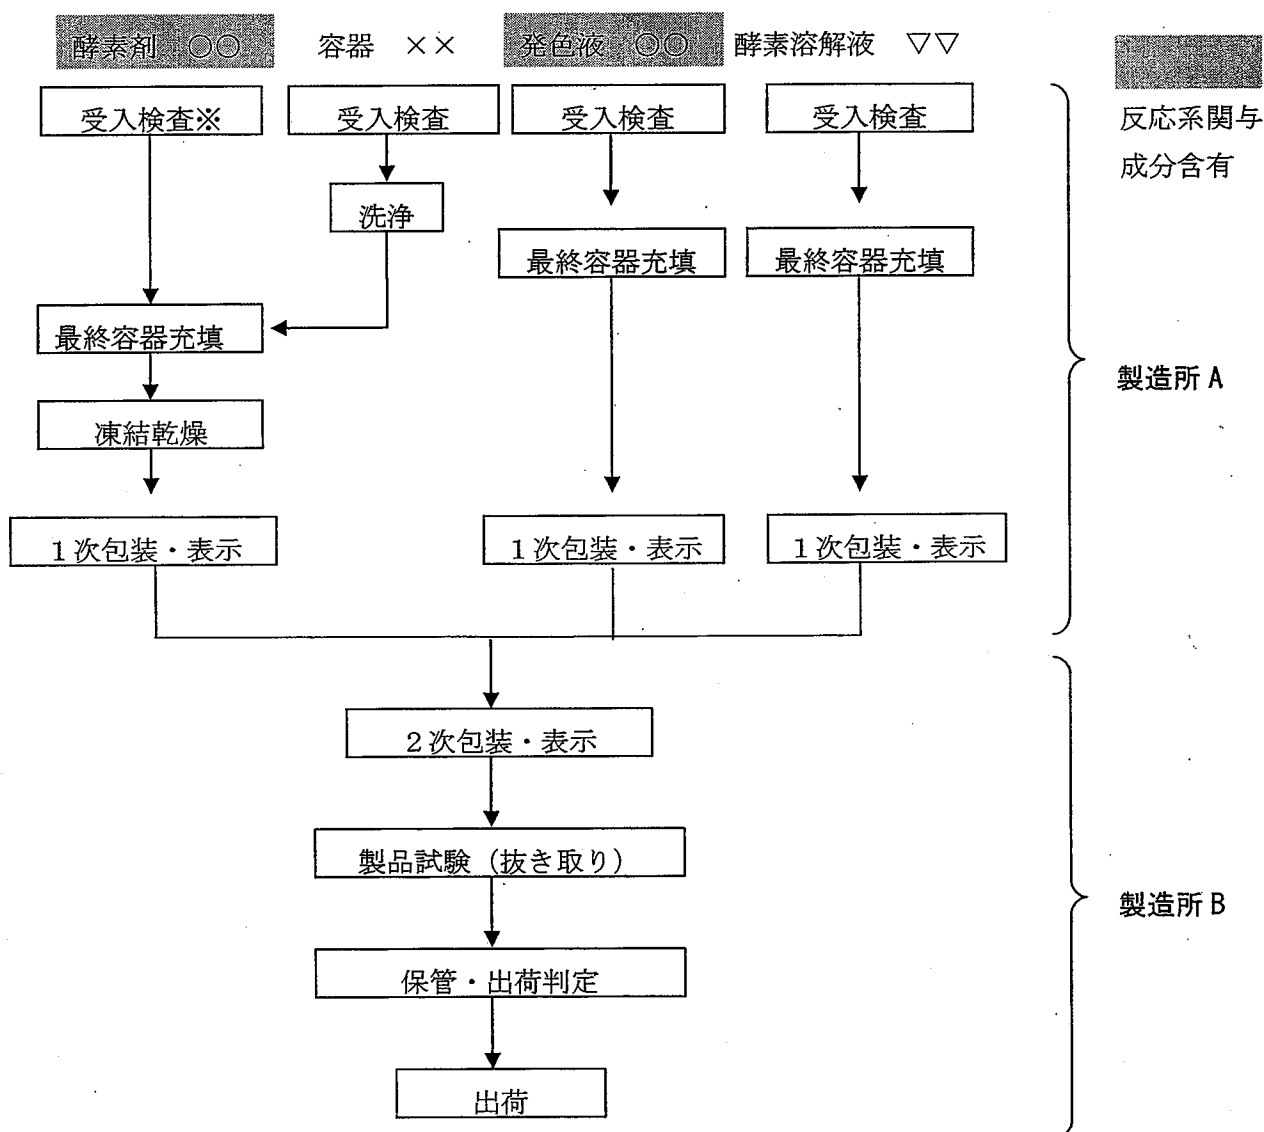 酵素剤　○○
容器　××
発色液　○○
酵素溶解液　▽▽
反応系関与
成分含有
受入検査※
受入検査
受入検査
受入検査
洗浄
最終容器充填
最終容器充填
最終容器充填
凍結乾燥
製造所 A
１次包装・表示
１次包装・表示
１次包装・表示
２次包装・表示
製品試験（抜き取り）
製造所 B
保管・出荷判定
出荷